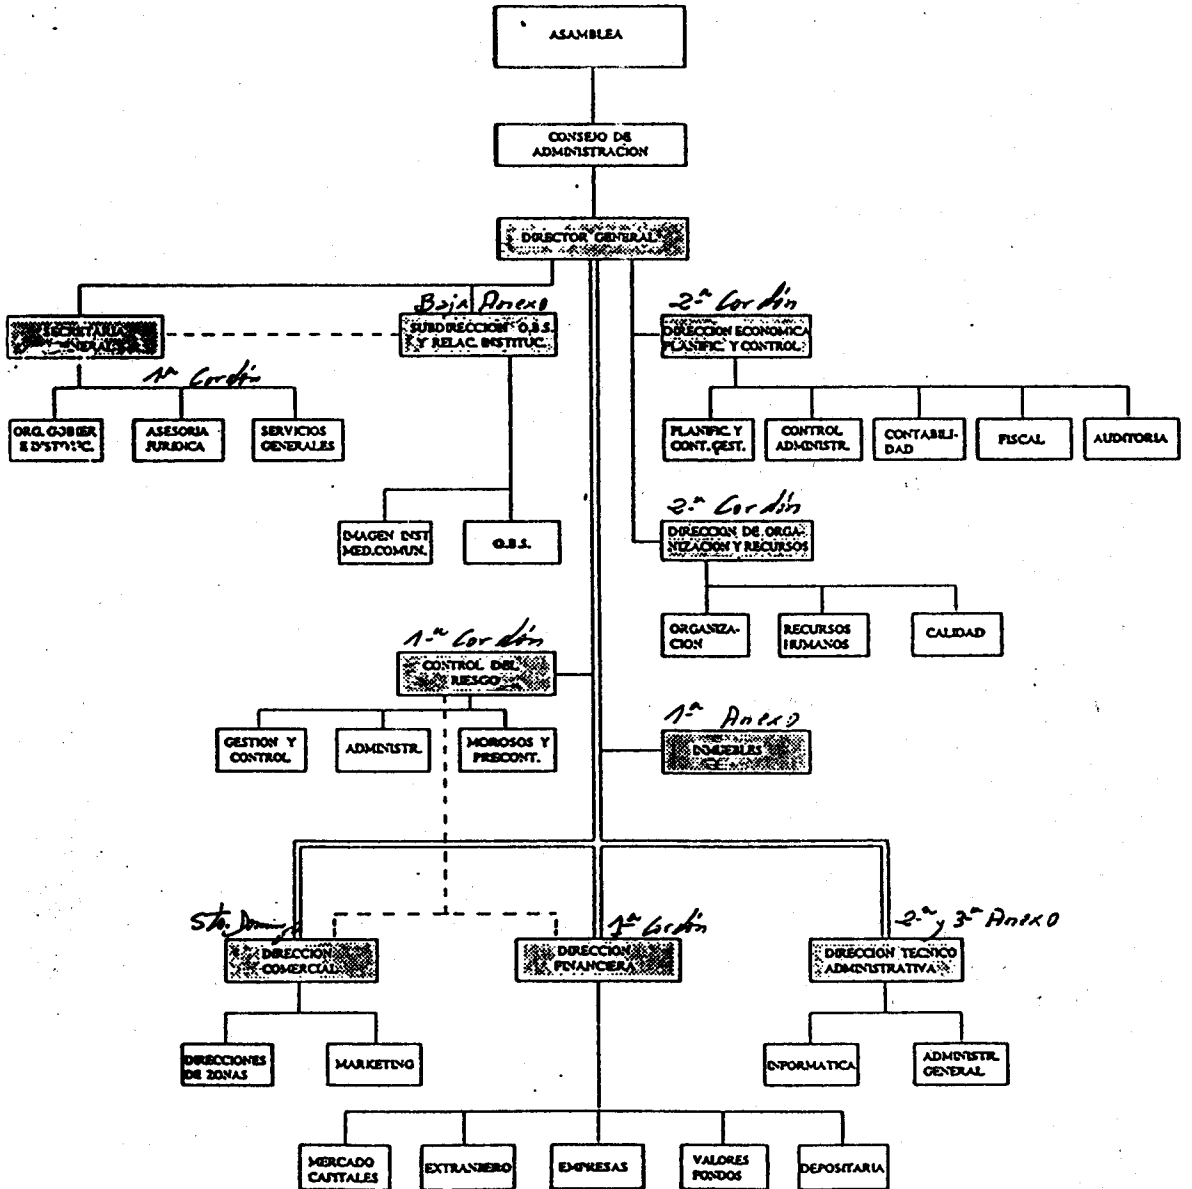 ASAMBLEA
CONSEJO DE
ADMINISTRACION
DIRECTOR GENERAL
Baja Anexo
2ª Cordón
SECRETARIA
GENERAL
SUBDIRECCION O.B.S.
Y RELAC. INSTITUC.
DIRECCION ECONOMICA
PLANIFIC. Y CONTROL
1ª Cordón
ORG. GOBIER
E INSTITUC.
ASESORIA
JURIDICA
SERVICIOS
GENERALES
PLANIFIC. Y
CONT. GEST.
CONTROL
ADMINISTR.
CONTABILI-
DAD
FISCAL
AUDITORIA
2ª Cordón
IMAGEN INST
MED.COMUN.
O.B.S.
DIRECCION DE ORGA-
NIZACION Y RECURSOS
ORGANIZA-
CION
RECURSOS
HUMANOS
CALIDAD
1ª Cordón
CONTROL DEL
RIESGO
GESTION Y
CONTROL
ADMINISTR.
MOROSOS Y
PRECONT.
1ª Anexo
INMUEBLES
Sto.
1ª Cordón
2ª y 3ª Anexo
DIRECCION
COMERCIAL
DIRECCION
FINANCIERA
DIRECCION TECNICO
ADMINISTRATIVA
DIRECCIONES
DE ZONAS
MARKETING
INFORMATICA
ADMINISTR.
GENERAL
MERCADO
CAPITALES
EXTRANJERO
EMPRESAS
VALORES
FONDOS
DEPOSITARIA